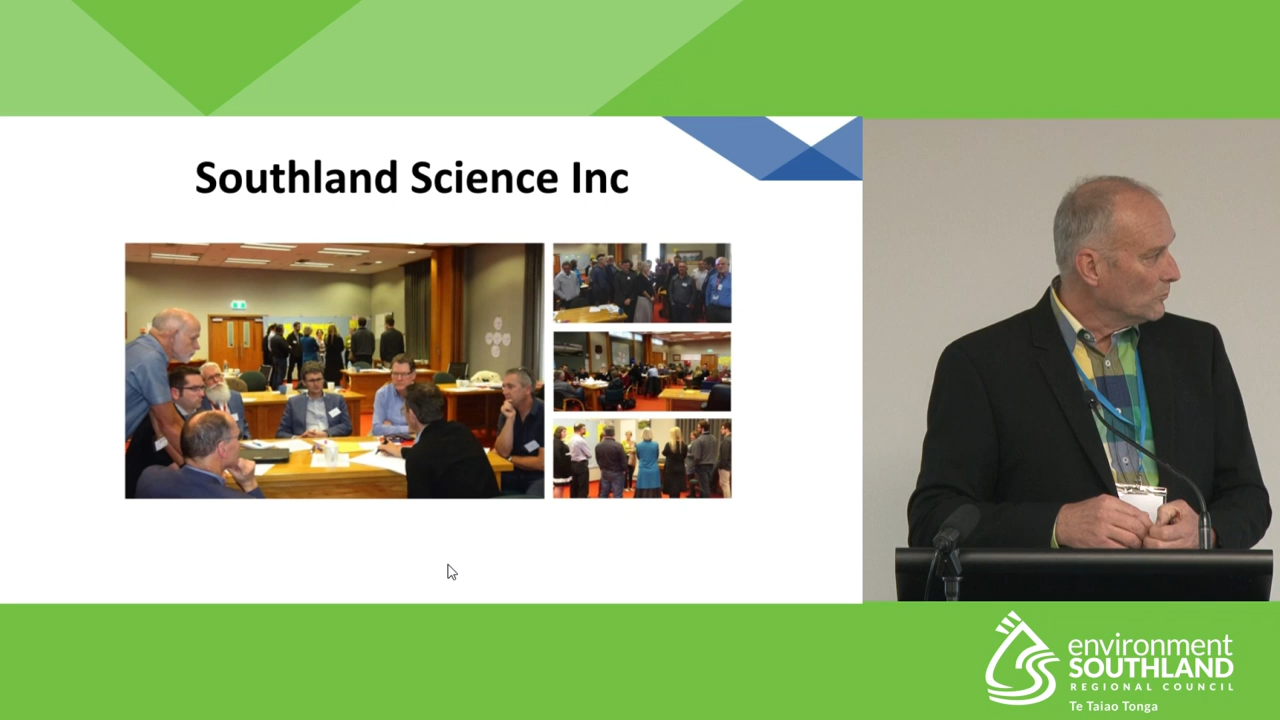 Southland Science Inc
environment
SOUTHLAND
REGIONAL COUNCIL
Te Taiao Tonga